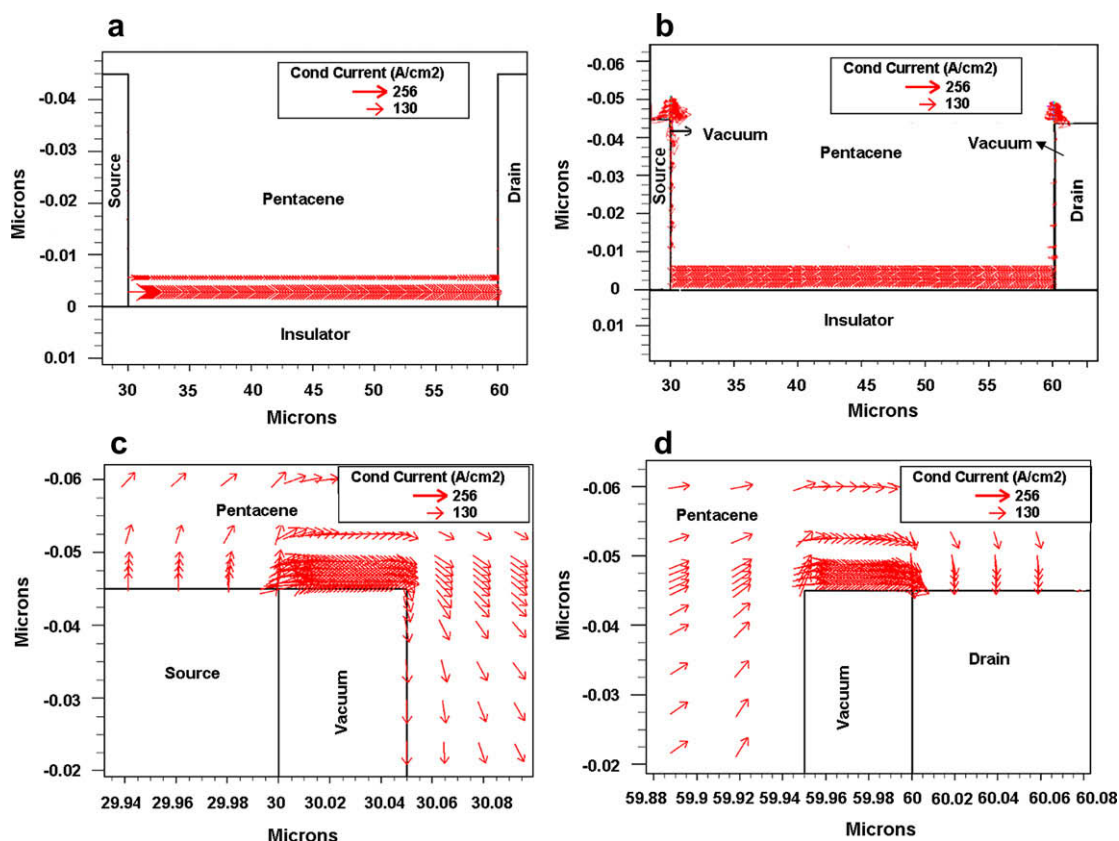 a
Cond Current (A/cm2)
256
130
-0.04
-0.03
-0.02
-0.01
0
0.01
Microns
Source
Pentacene
Drain
Insulator
30 35 40 45 50 55 60
Microns
b
Cond Current (A/cm2)
256
130
-0.06
-0.05
-0.04
-0.03
-0.02
-0.01
0
0.01
Microns
Vacuum
Pentacene
Vacuum
Source
Drain
Insulator
30 35 40 45 50 55 60
Microns
c
Cond Current (A/cm2)
256
130
-0.06
-0.05
-0.04
-0.03
-0.02
Microns
Pentacene
Source
Vacuum
29.94 29.96 29.98 30 30.02 30.04 30.06 30.08
Microns
d
Cond Current (A/cm2)
256
130
-0.06
-0.05
-0.04
-0.03
-0.02
Microns
Pentacene
Vacuum
Drain
59.88 59.9 59.92 59.94 59.96 59.98 60 60.02 60.04 60.06 60.08
Microns